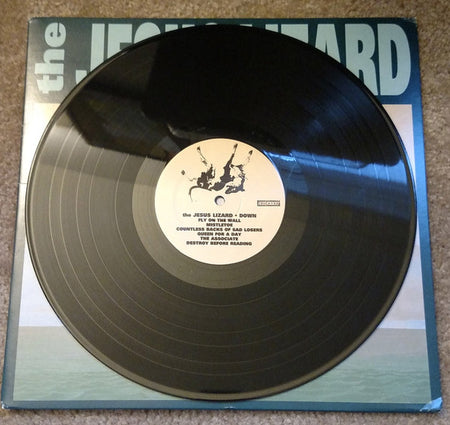 the JESUS LIZARD
the JESUS LIZARD • DOWN
FLY ON THE WALL
MISTLETOE
COUNTLESS BACKS OF SAD LOSERS
QUEEN FOR A DAY
THE ASSOCIATE
DESTROY BEFORE READING